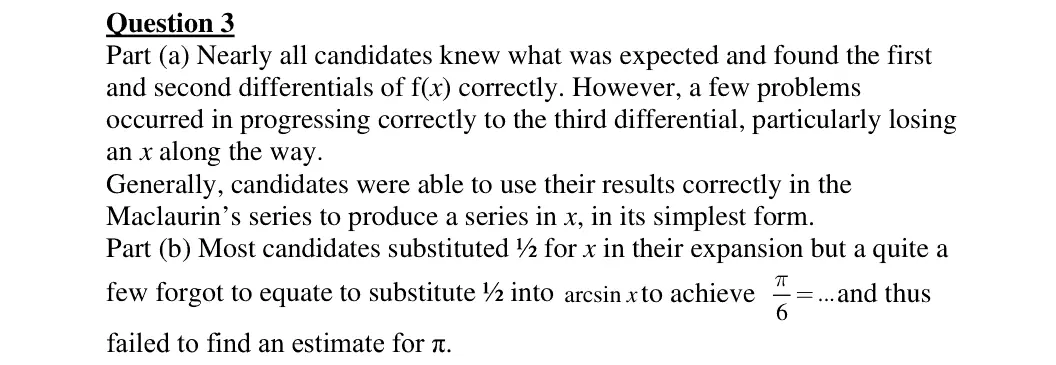 Question 3
Part (a) Nearly all candidates knew what was expected and found the first
and second differentials of f(x) correctly. However, a few problems
occurred in progressing correctly to the third differential, particularly losing
an x along the way.
Generally, candidates were able to use their results correctly in the
Maclaurin’s series to produce a series in x, in its simplest form.
Part (b) Most candidates substituted ½ for x in their expansion but a quite a
few forgot to equate to substitute ½ into arcsin x to achieve π/6 = ... and thus
failed to find an estimate for π.